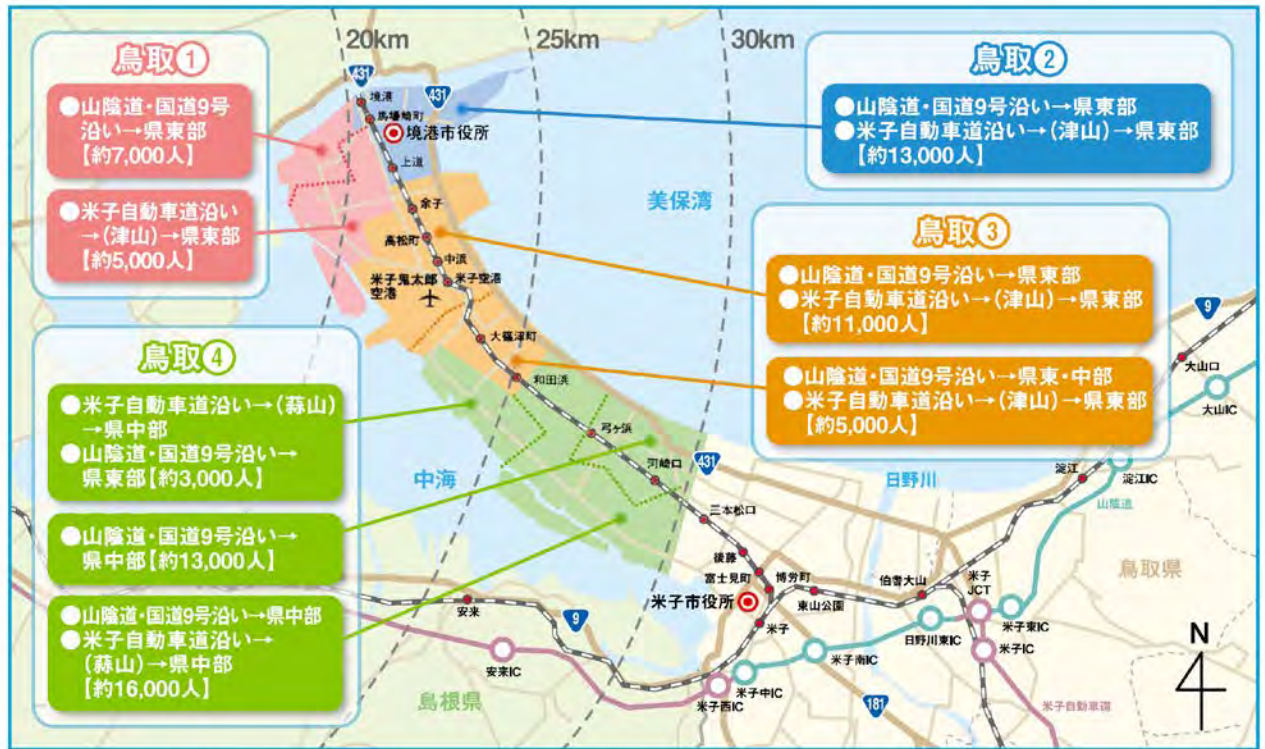 20km
25km
30km
鳥取①
●山陰道・国道9号
沿い→県東部
【約7,000人】
●米子自動車道沿い
→(津山)→県東部
【約5,000人】
鳥取②
●山陰道・国道9号沿い→県東部
●米子自動車道沿い→(津山)→県東部
【約13,000人】
鳥取③
●山陰道・国道9号沿い→県東部
●米子自動車道沿い→(津山)→県東部
【約11,000人】
●山陰道・国道9号沿い→県東・中部
●米子自動車道沿い→(津山)→県東部
【約5,000人】
鳥取④
●米子自動車道沿い→(蒜山)
→県中部
●山陰道・国道9号沿い→
県東部【約3,000人】
●山陰道・国道9号沿い→
県中部【約13,000人】
●山陰道・国道9号沿い→県中部
●米子自動車道沿い→
(蒜山)→県中部
【約16,000人】
431
431
境港
馬場崎町
境港市役所
上道
余子
高松町
中浜
米子鬼太郎
空港
米子空港
大篠津町
和田浜
弓ヶ浜
河崎口
431
三本松口
後藤
富士見町
博労町
米子市役所
米子
東山公園
伯耆大山
美保湾
中海
日野川
9
大山口
大山IC
淀江
淀江IC
山陰道
鳥取県
米子
JCT
米子東IC
日野川東IC
米子IC
米子南IC
米子中IC
米子西IC
米子自動車道
181
安来
9
安来IC
島根県
N